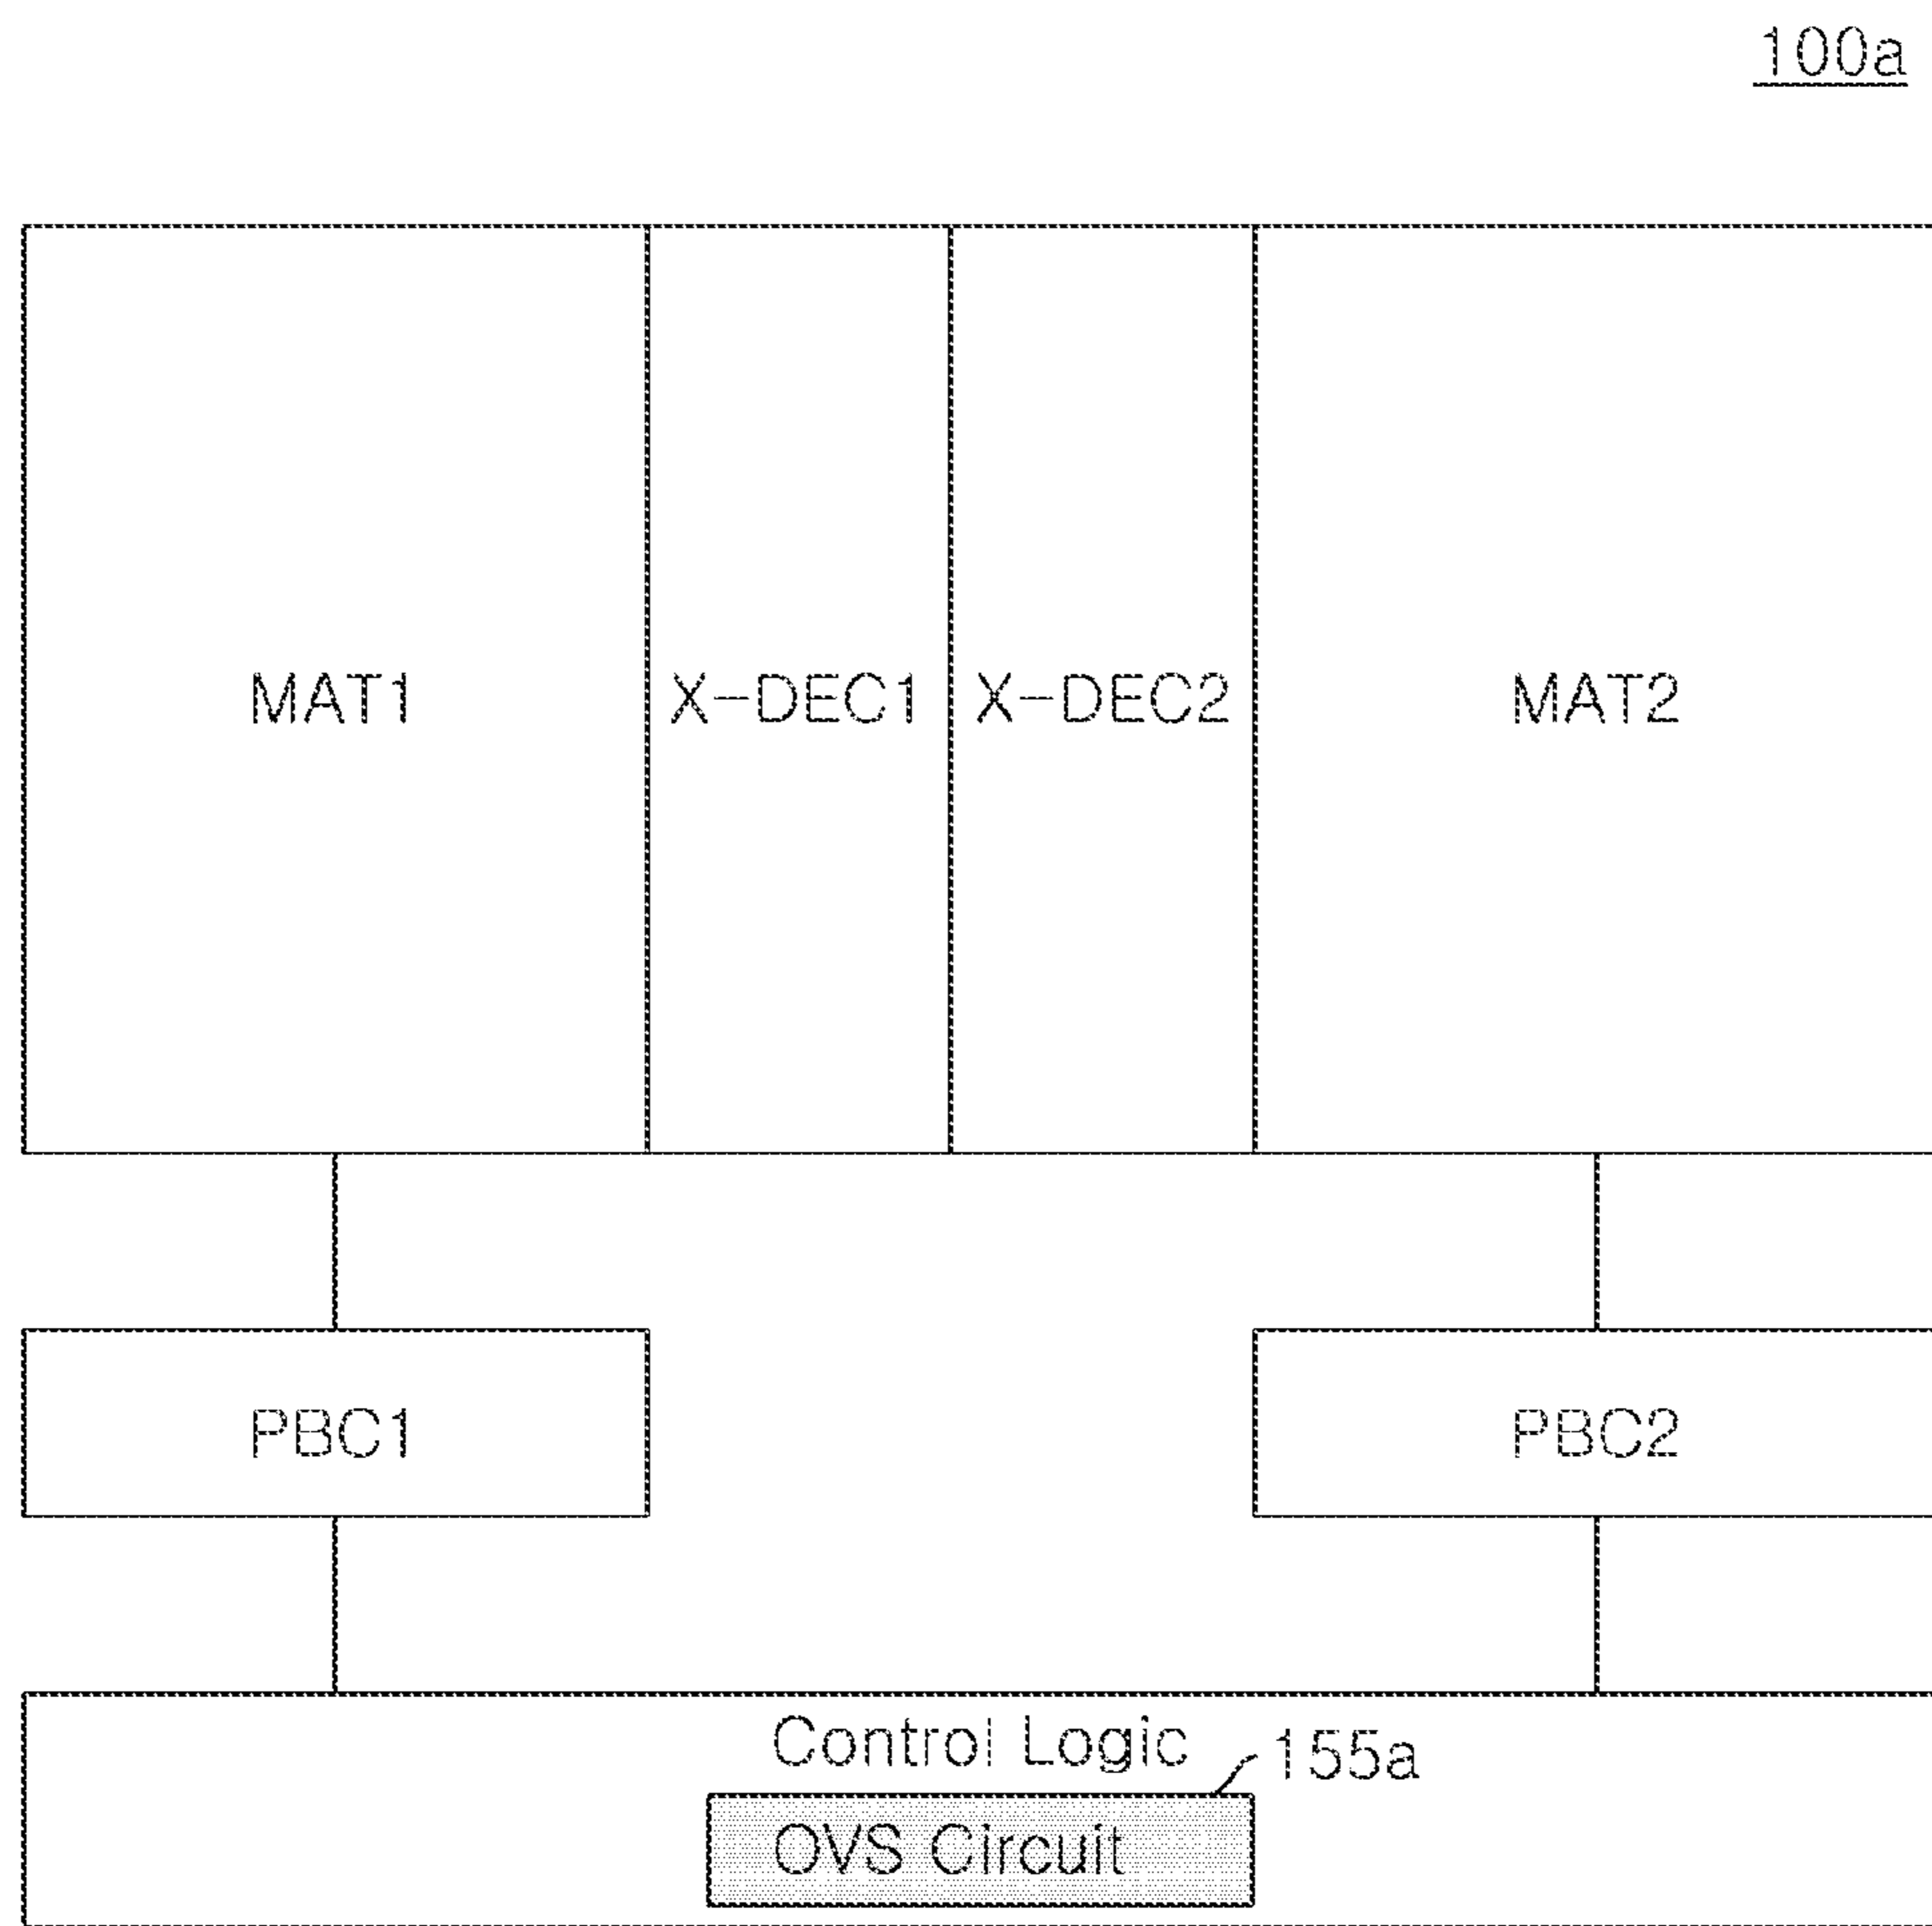 100a
MAT1
X-DEC1
X-DEC2
MAT2
PBC1
PBC2
Control Logic
155a
OVS Circuit